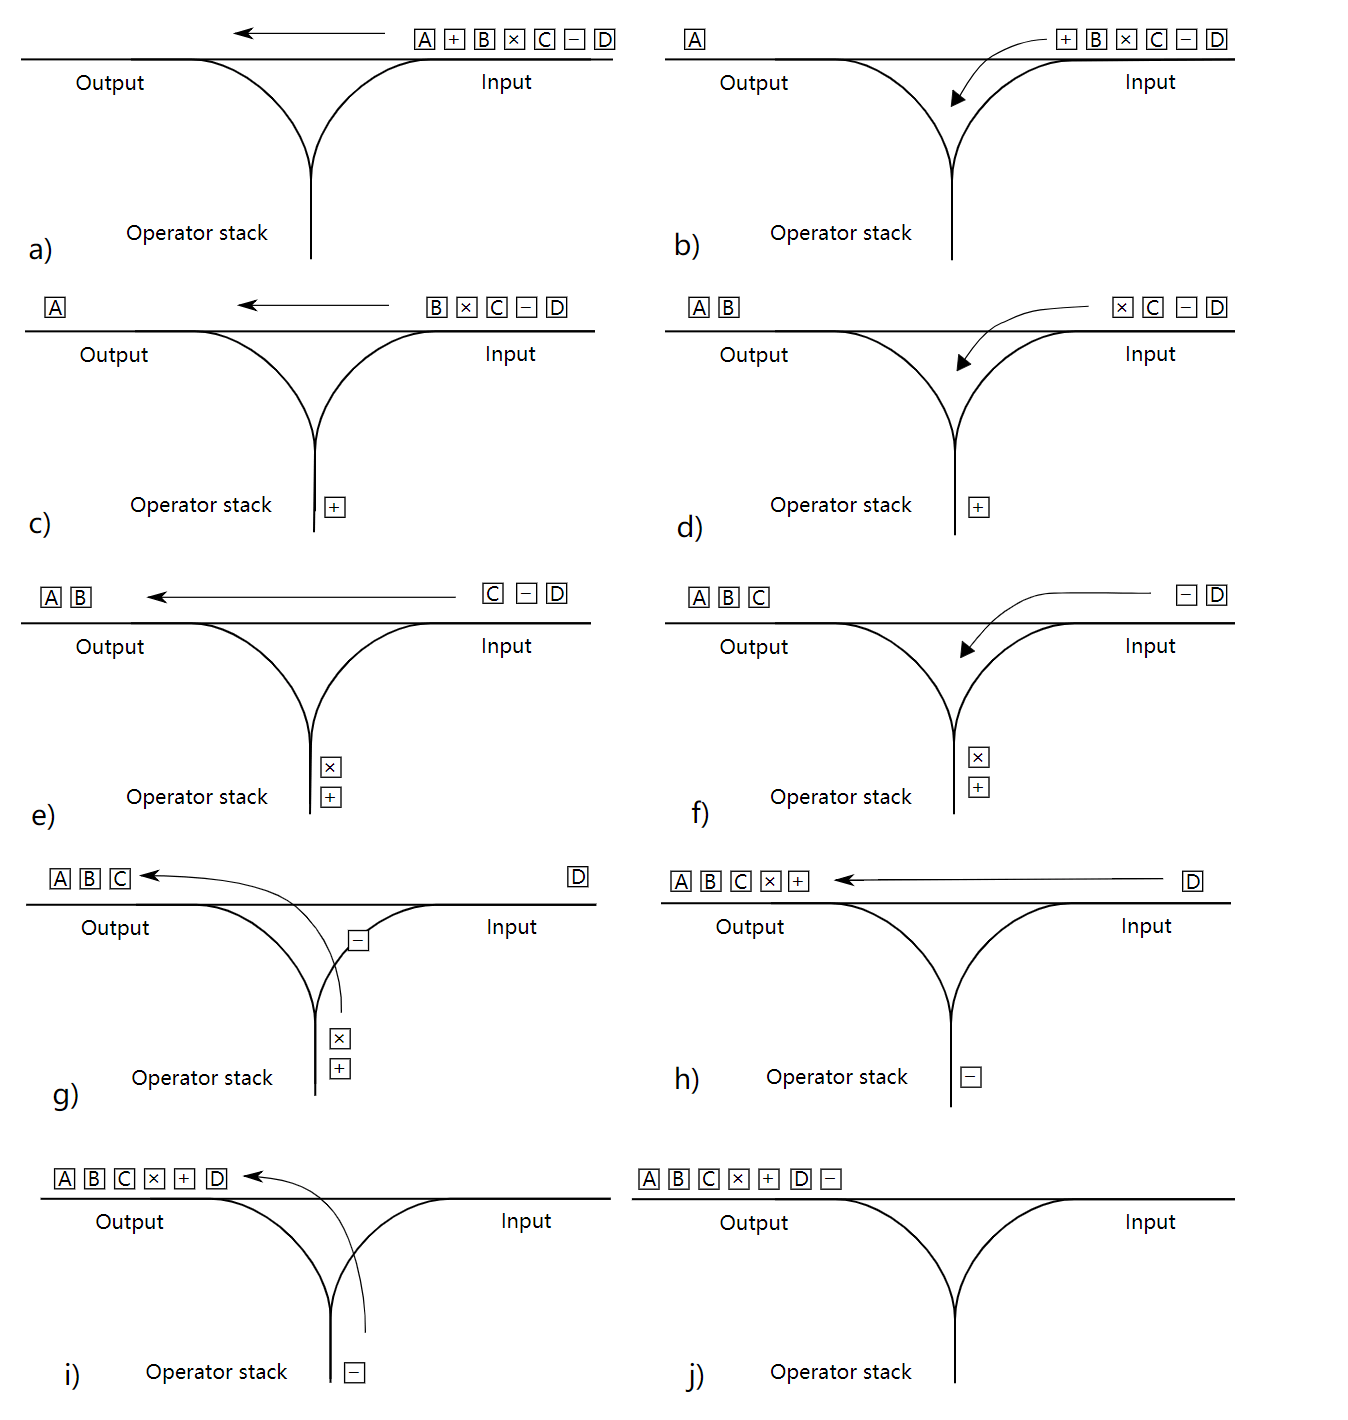 A + B × C − D
Output Input
Operator stack
a)
A + B × C − D
Output Input
Operator stack
b)
A B × C − D
Output Input
Operator stack +
c)
A B × C − D
Output Input
Operator stack +
d)
A B C − D
Output Input
×
Operator stack +
e)
A B C − D
Output Input
×
Operator stack +
f)
A B C D
Output Input
−
×
+
Operator stack
g)
A B C × + D
Output Input
Operator stack −
h)
A B C × + D
Output Input
Operator stack −
i)
A B C × + D −
Output Input
Operator stack
j)